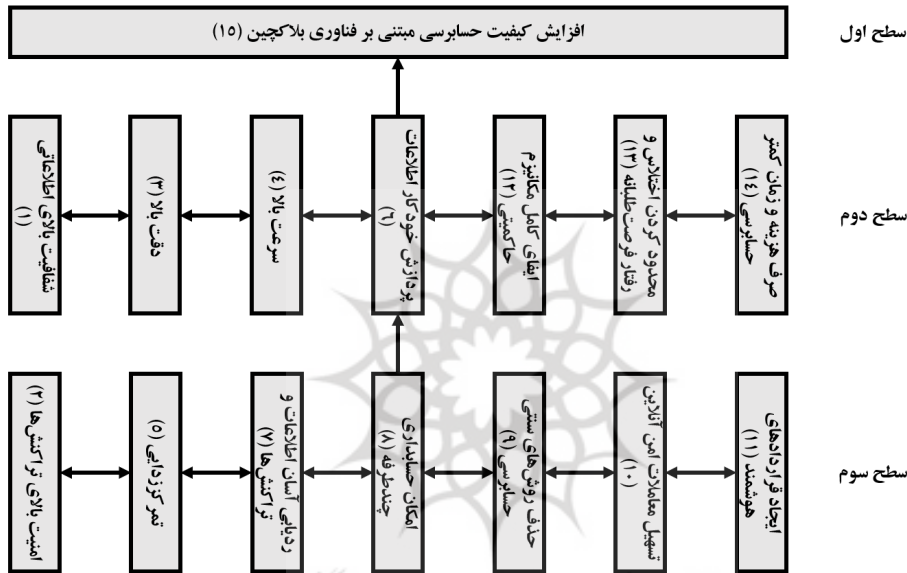 سطح اول
افزایش کیفیت حسابرسی مبتنی بر فناوری بلاکچین (۱۵)
سطح دوم
صرف هزینه و زمان کمتر
حسابرسی (۱۴)
محدود کردن اختلاس و
رفتار فرصت‌طلبانه (۱۳)
ایفای کامل مکانیزم
حاکمیتی (۱۲)
پردازش خودکار اطلاعات
(۶)
سرعت بالا (۴)
دقت بالا (۳)
شفافیت بالای اطلاعاتی
(۱)
سطح سوم
ایجاد قراردادهای
هوشمند (۱۱)
تسهیل معاملات امن آنلاین
(۱۰)
حذف روش‌های سنتی
حسابرسی (۹)
امکان حسابداری
چندطرفه (۸)
ردیابی آسان اطلاعات و
تراکنش‌ها (۷)
تمرکززدایی (۵)
امنیت بالای تراکنش‌ها (۲)